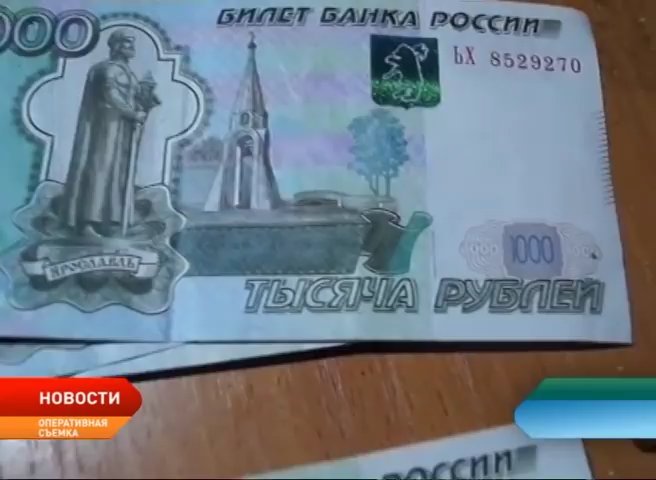 000
БИЛЕТ БАНКА РОССИИ
ЬХ 8529270
ЯРОСЛАВЛЬ
1000
ТЫСЯЧА РУБЛЕЙ
НОВОСТИ
ОПЕРАТИВНАЯ
СЪЕМКА
РОССИИ